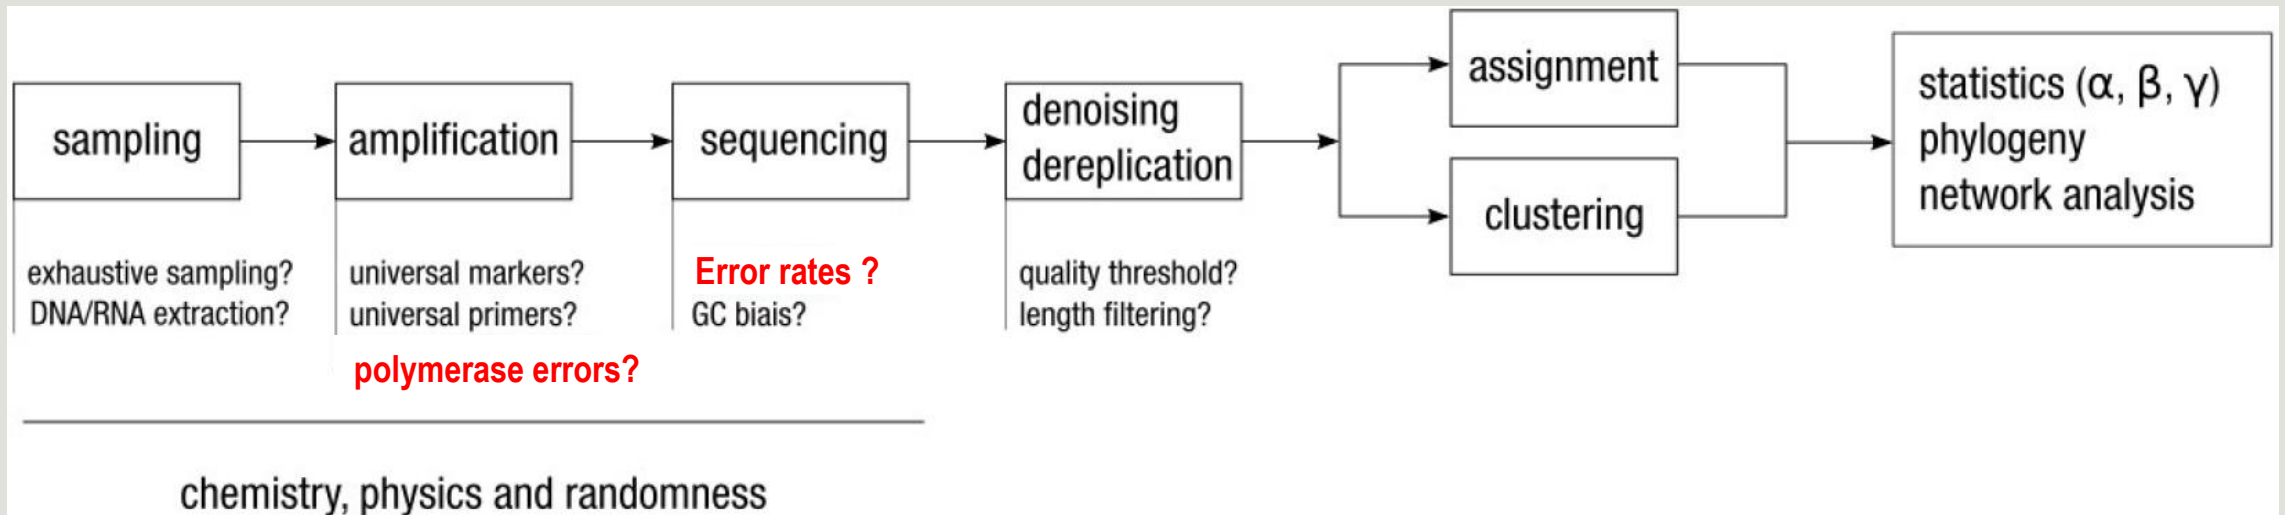 sampling
amplification
sequencing
denoising
dereplication
assignment
clustering
statistics (α, β, γ)
phylogeny
network analysis
exhaustive sampling?
DNA/RNA extraction?
universal markers?
universal primers?
polymerase errors?
Error rates ?
GC biais?
quality threshold?
length filtering?
chemistry, physics and randomness